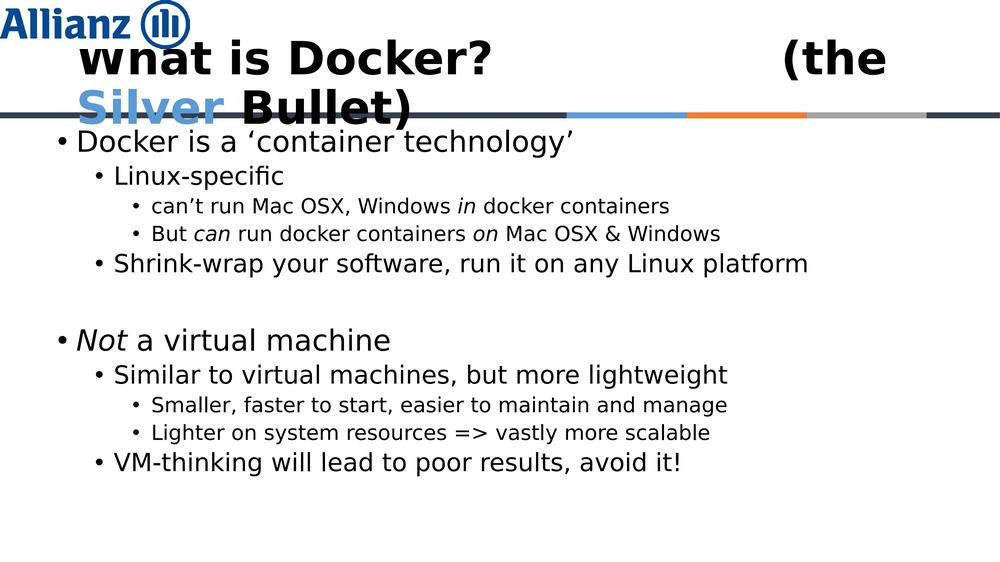 Allianz
What is Docker? (the
Silver Bullet)
• Docker is a ‘container technology’
• Linux-specific
• can’t run Mac OSX, Windows in docker containers
• But can run docker containers on Mac OSX & Windows
• Shrink-wrap your software, run it on any Linux platform
• Not a virtual machine
• Similar to virtual machines, but more lightweight
• Smaller, faster to start, easier to maintain and manage
• Lighter on system resources => vastly more scalable
• VM-thinking will lead to poor results, avoid it!